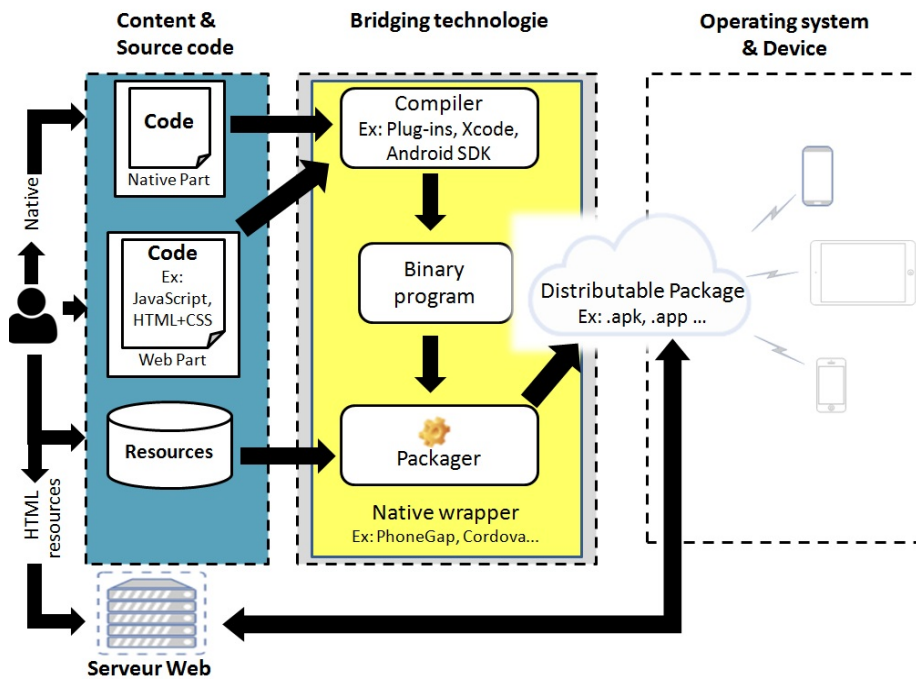 Content &
Source code
Bridging technologie
Operating system
& Device
Code
Native Part
Compiler
Ex: Plug-ins, Xcode,
Android SDK
Native
Code
Ex:
JavaScript,
HTML+CSS
Web Part
Binary
program
Distributable Package
Ex: .apk, .app ...
Resources
Packager
HTML
resources
Native wrapper
Ex: PhoneGap, Cordova...
Serveur Web